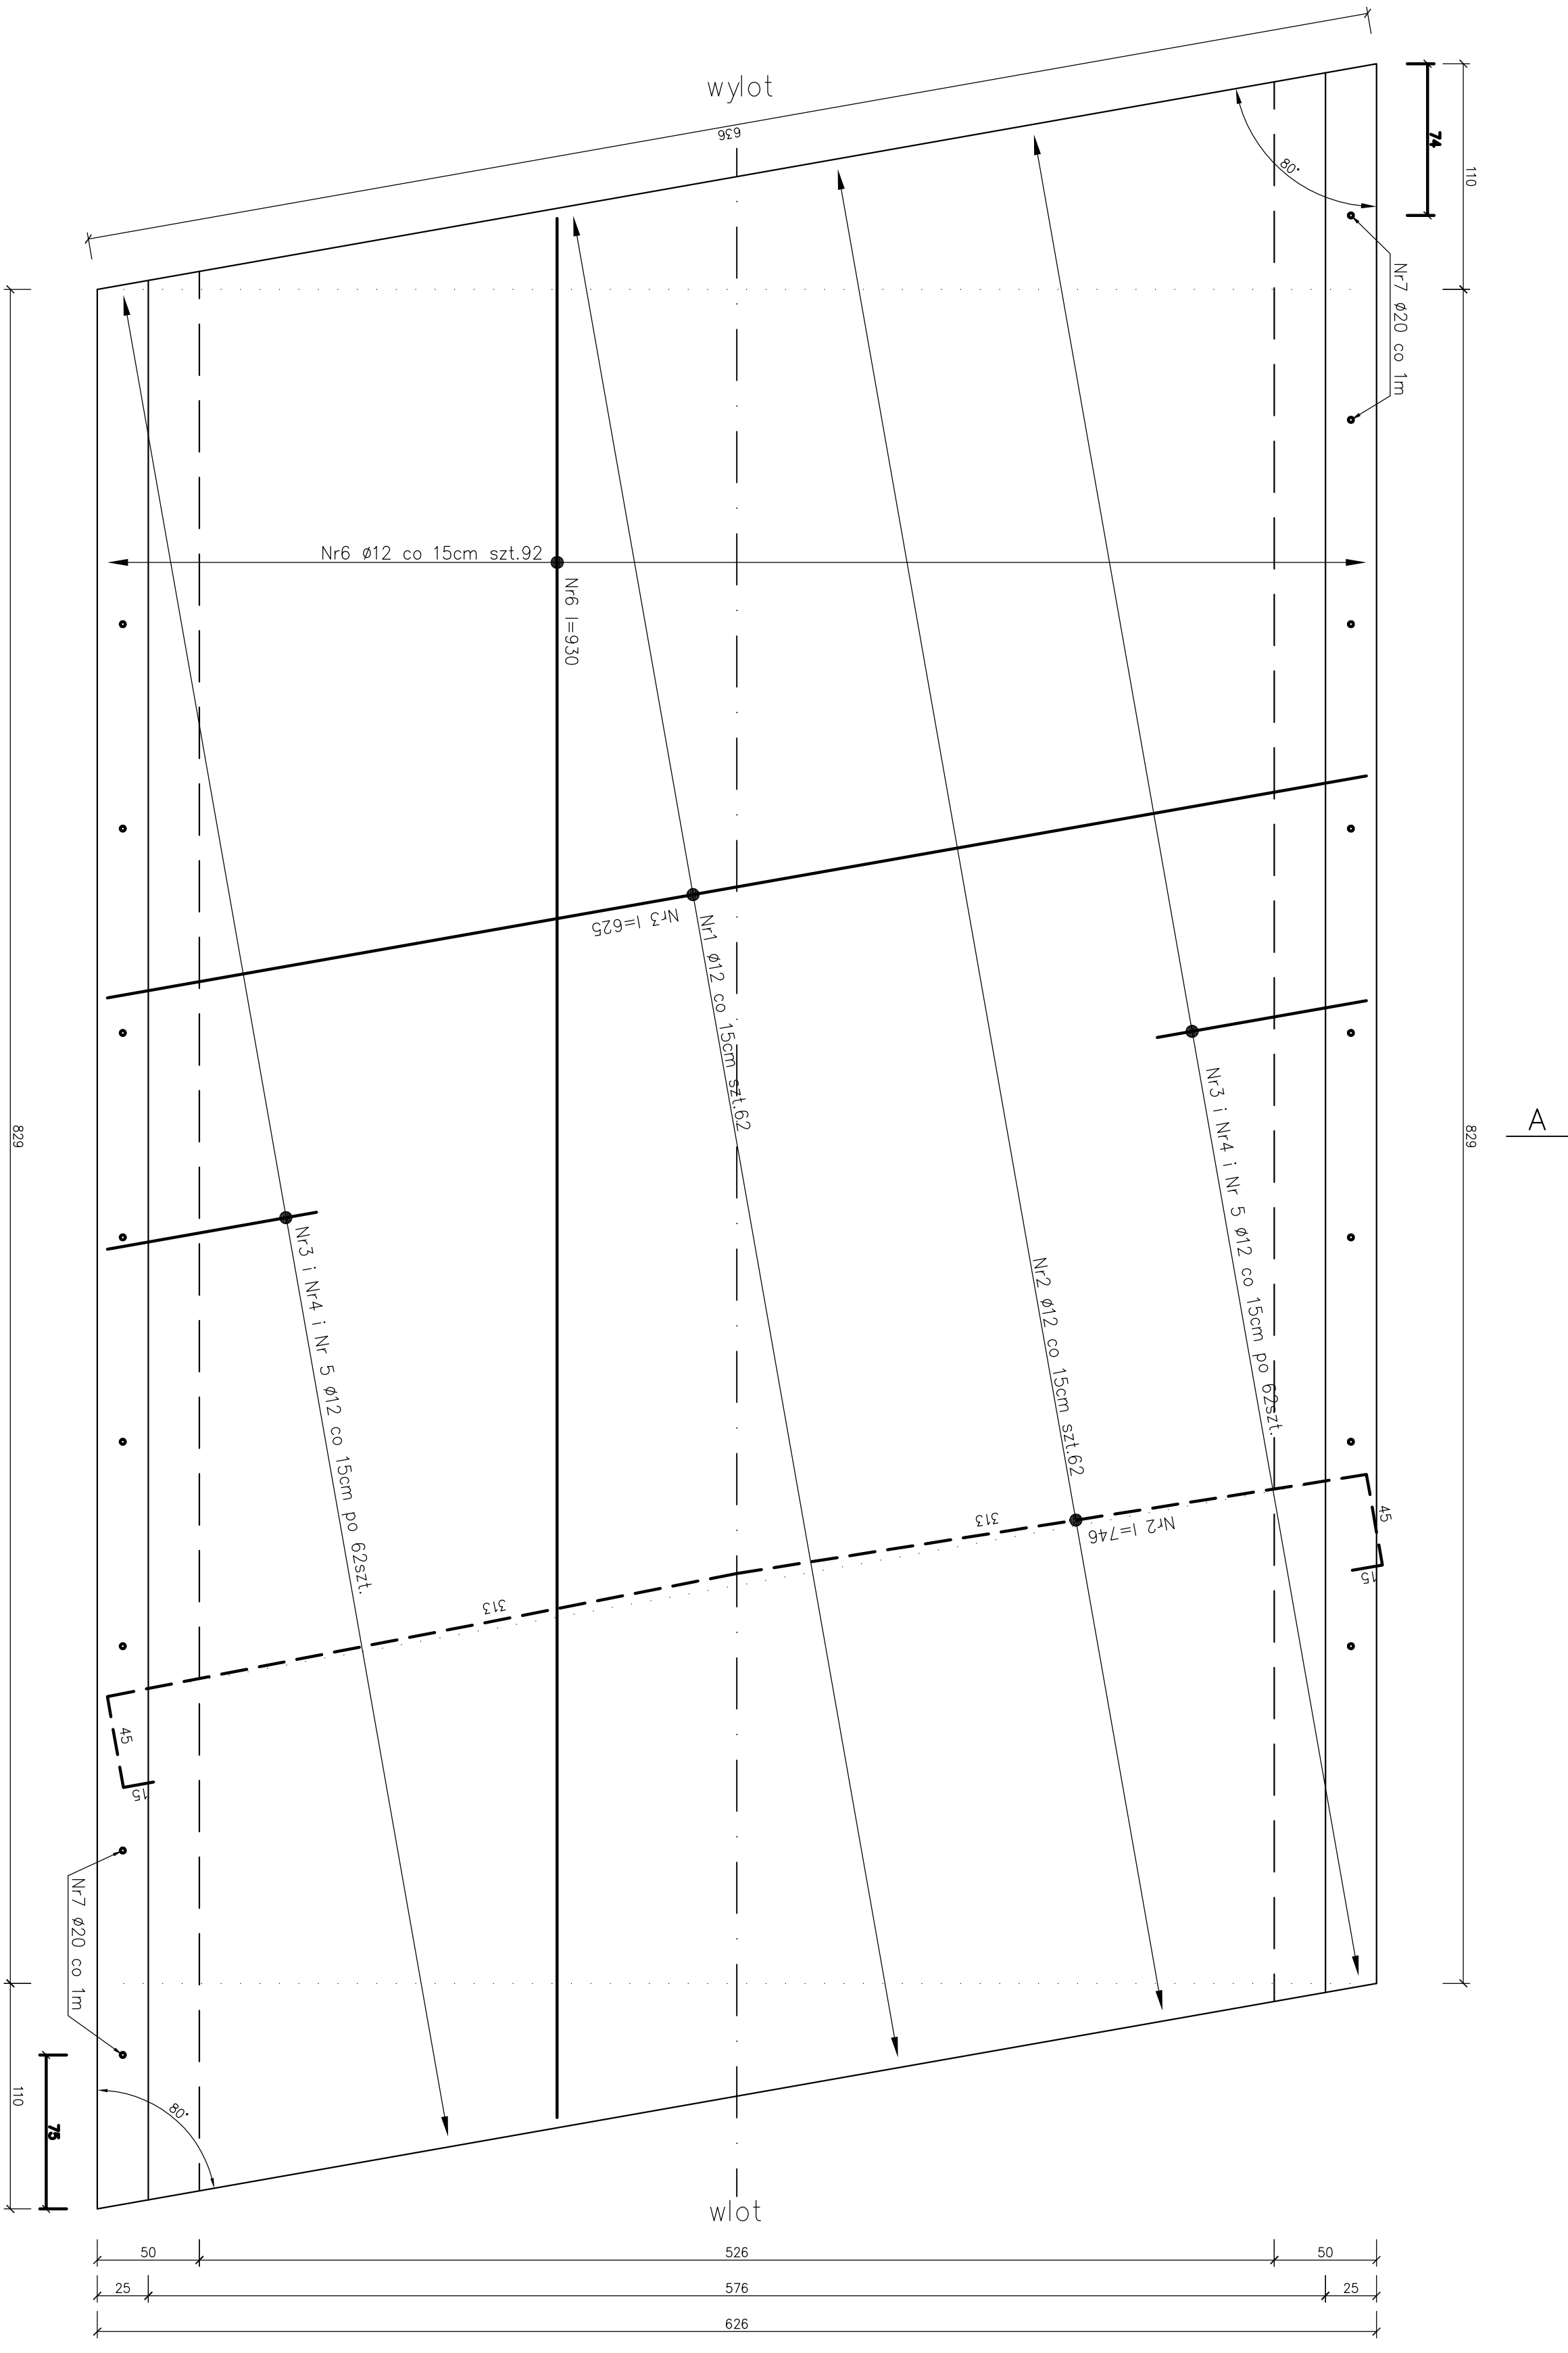 wylot
636
74
110
80°
Nr7 ø20 co 1m
Nr6 ø12 co 15cm szt.92
Nr6 l=930
Nr3 l=625
Nr1 ø12 co 15cm szt.62
Nr3 i Nr4 i Nr 5 ø12 co 15cm po 62szt.
829
829
A
Nr3 i Nr4 i Nr 5 ø12 co 15cm po 62szt.
Nr2 ø12 co 15cm szt.62
313
Nr2 l=746
45
15
313
45
15
Nr7 ø20 co 1m
110
75
80°
wlot
50
526
50
25
576
25
626